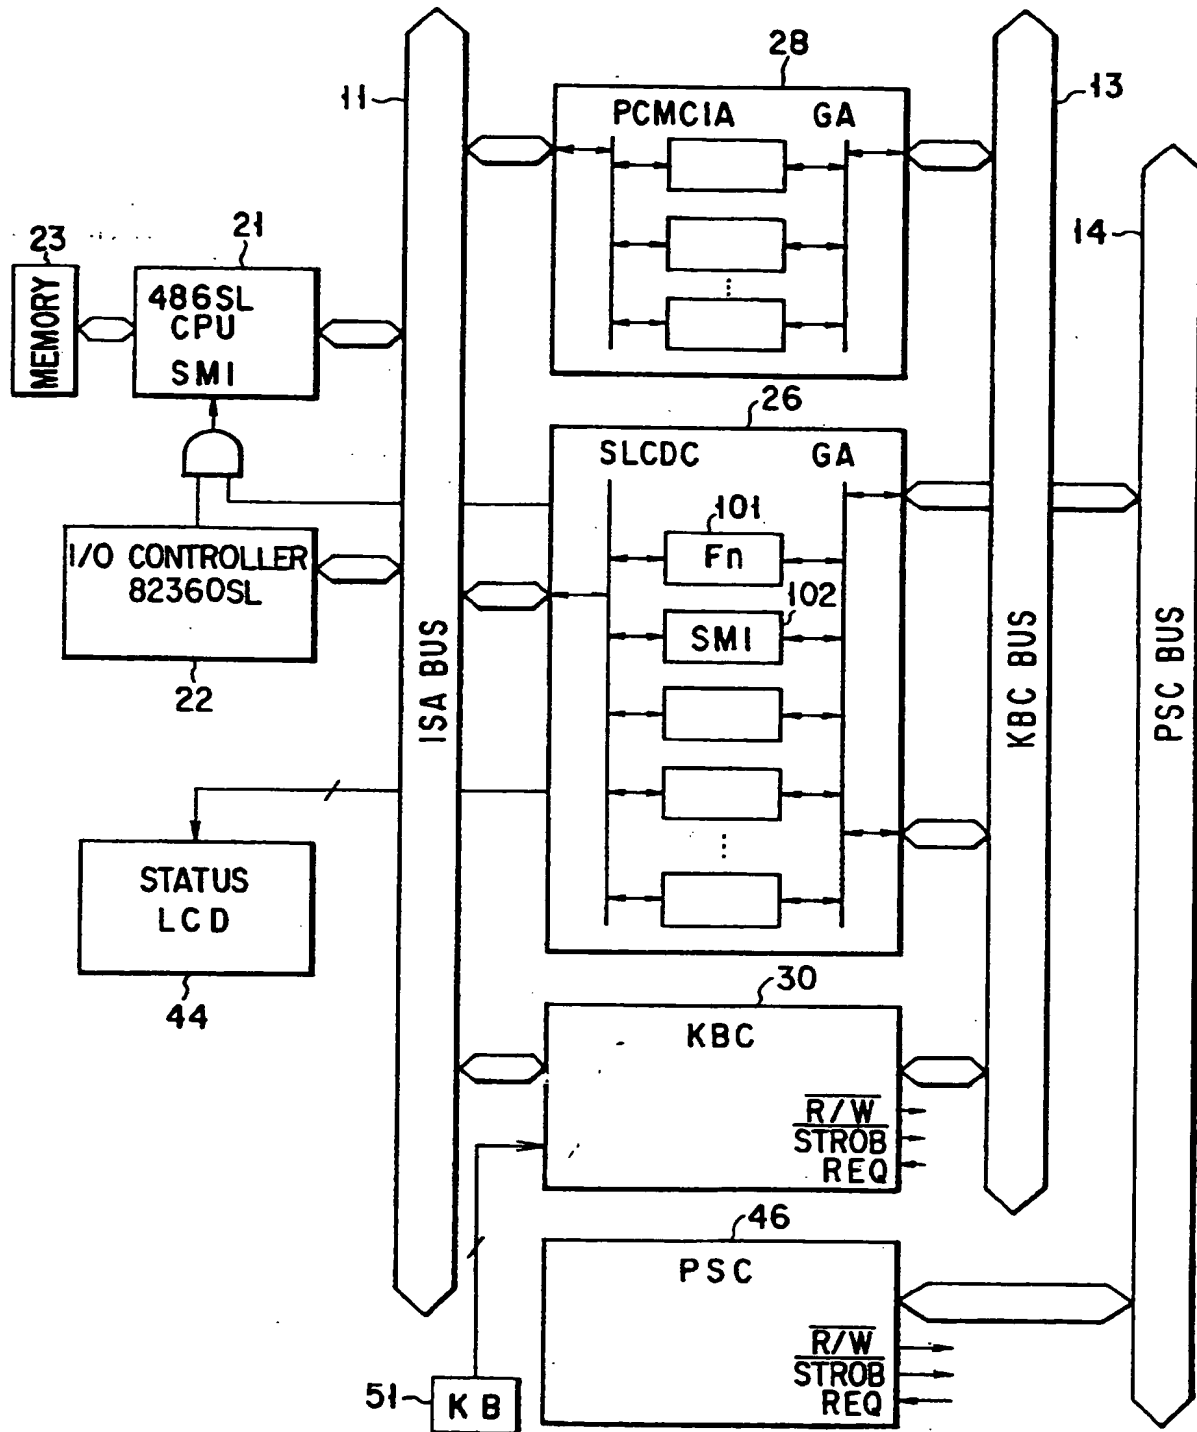 28
11
13
PCMCIA GA
14
23
21
MEMORY
486SL
CPU
SMI
26
SLCDC GA
101
Fn
I/O CONTROLLER
82360SL
102
SMI
22
ISA BUS
KBC BUS
PSC BUS
STATUS
LCD
44
30
KBC
R/W
STROB
REQ
46
PSC
R/W
STROB
REQ
51
KB